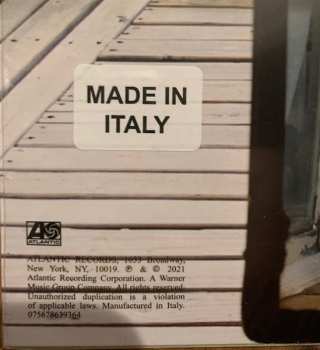 MADE IN
ITALY
ATLANTIC
ATLANTIC RECORDS, 1633 Broadway,
New York, NY, 10019. ℗ & © 2021
Atlantic Recording Corporation. A Warner
Music Group Company. All rights reserved.
Unauthorized duplication is a violation
of applicable laws. Manufactured in Italy.
075678639364